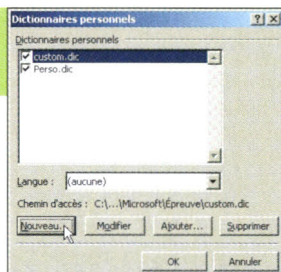 Dictionnaires personnels
Dictionnaires personnels
custom.dic
Perso.dic
Langue : (aucune)
Chemin d'accès : C:\...\Microsoft\Épreuve\custom.dic
Nouveau... Modifier Ajouter... Supprimer
OK Annuler